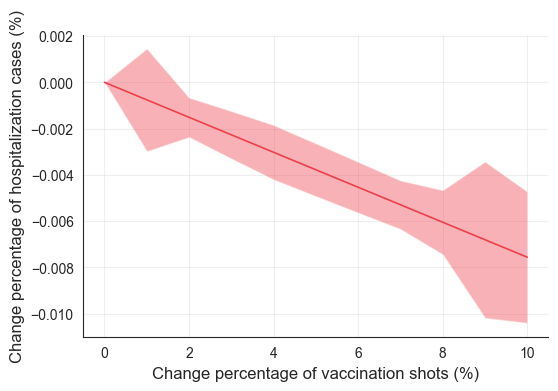 Change percentage of hospitalization cases (%)
0.002
0.000
−0.002
−0.004
−0.006
−0.008
−0.010
0 2 4 6 8 10
Change percentage of vaccination shots (%)